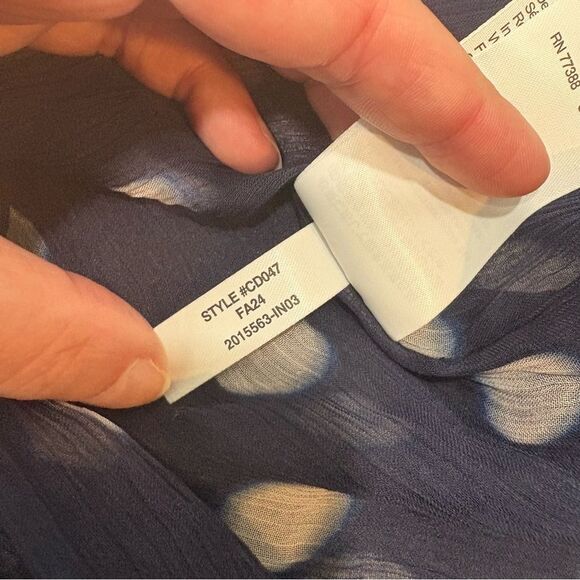 STYLE #CD047
FA24
2015563-IN03
RN 77388